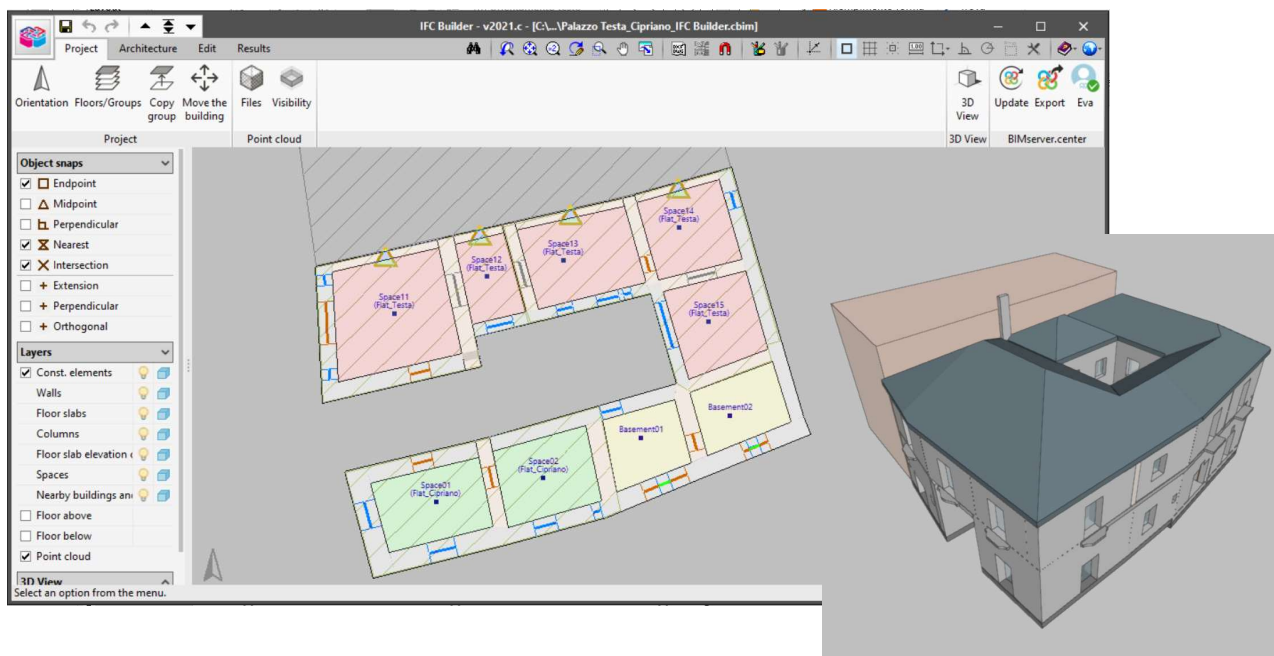 IFC Builder - v2021.c - [C:\...\Palazzo Testa_Cipriano_IFC Builder.cbim]
Project Architecture Edit Results
Orientation Floors/Groups Copy group Move the building Files Visibility 3D View Update Export Eva
Project Point cloud 3D View BIMserver.center
Object snaps
Endpoint
Midpoint
Perpendicular
Nearest
Intersection
Extension
Perpendicular
Orthogonal
Layers
Const. elements
Walls
Floor slabs
Columns
Floor slab elevation
Spaces
Nearby buildings an
Floor above
Floor below
Point cloud
3D View
Select an option from the menu.
Space14
(Flat_Testa)
Space13
(Flat_Testa)
Space12
(Flat_Testa)
Space11
(Flat_Testa)
Space15
(Flat_Testa)
Basement02
Basement01
Space02
(Flat_Cipriano)
Space01
(Flat_Cipriano)